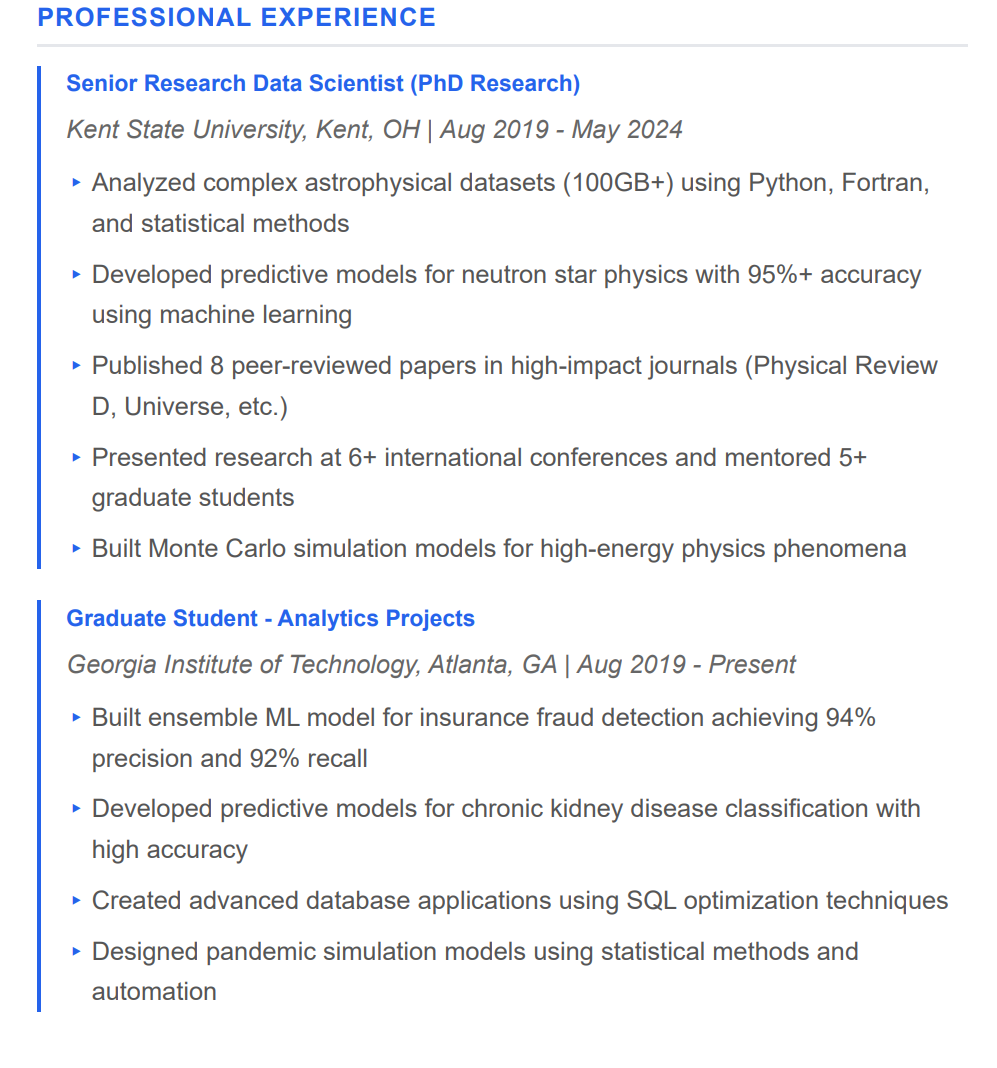 PROFESSIONAL EXPERIENCE
Senior Research Data Scientist (PhD Research)
Kent State University, Kent, OH | Aug 2019 - May 2024
▸ Analyzed complex astrophysical datasets (100GB+) using Python, Fortran,
and statistical methods
▸ Developed predictive models for neutron star physics with 95%+ accuracy
using machine learning
▸ Published 8 peer-reviewed papers in high-impact journals (Physical Review
D, Universe, etc.)
▸ Presented research at 6+ international conferences and mentored 5+
graduate students
▸ Built Monte Carlo simulation models for high-energy physics phenomena
Graduate Student - Analytics Projects
Georgia Institute of Technology, Atlanta, GA | Aug 2019 - Present
▸ Built ensemble ML model for insurance fraud detection achieving 94%
precision and 92% recall
▸ Developed predictive models for chronic kidney disease classification with
high accuracy
▸ Created advanced database applications using SQL optimization techniques
▸ Designed pandemic simulation models using statistical methods and
automation